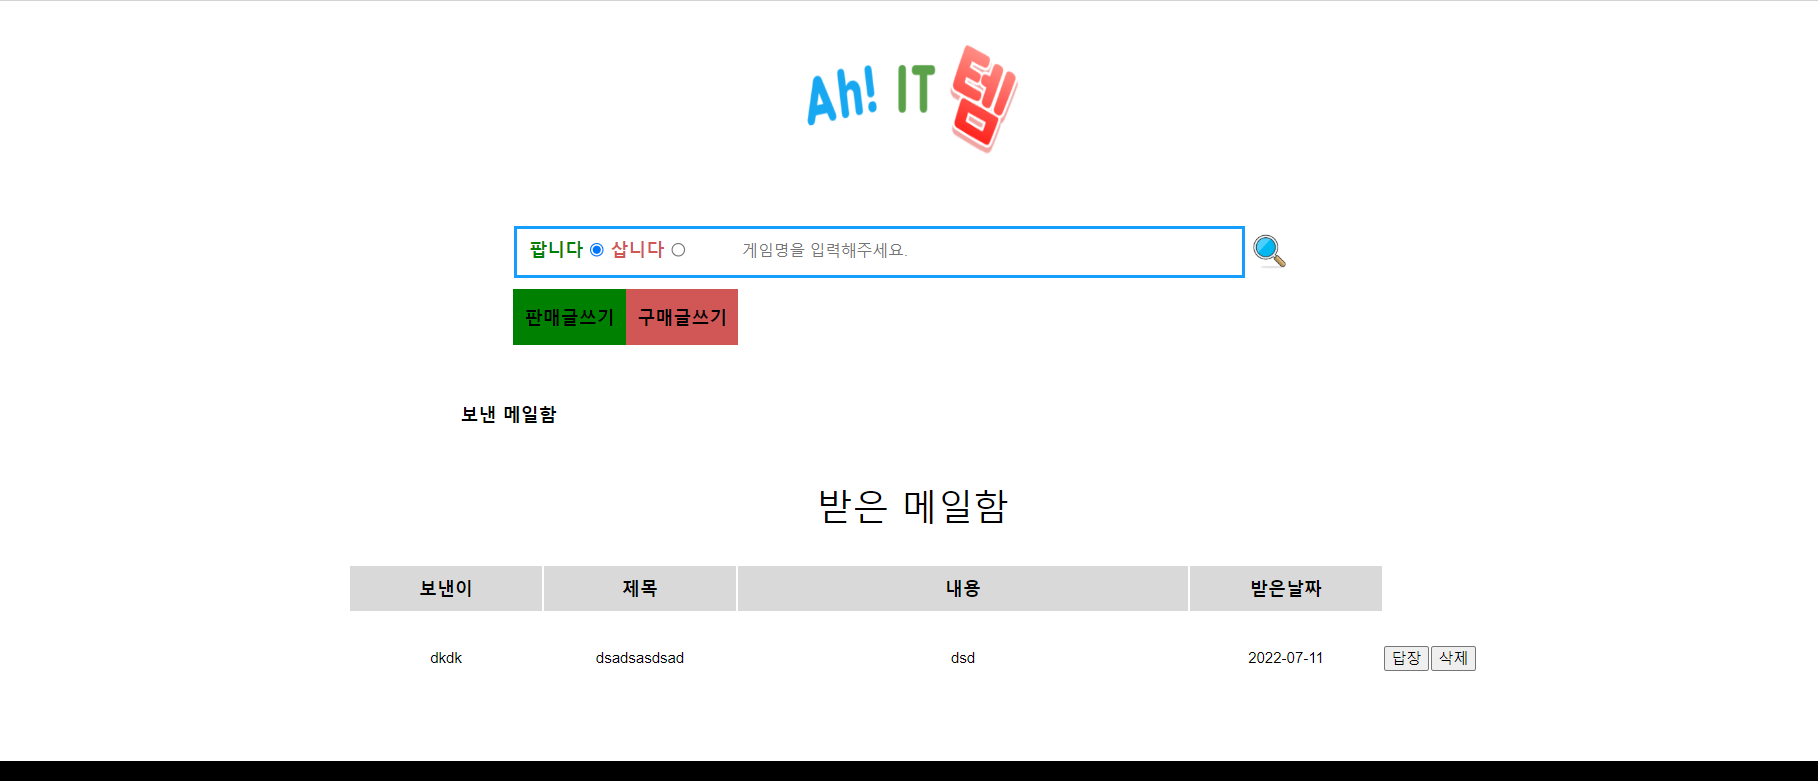 Ah! IT 템
팝니다 삽니다 게임명을 입력해주세요.
판매글쓰기 구매글쓰기
보낸 메일함
받은 메일함
보낸이 제목 내용 받은날짜
dkdk dsadsasdsad dsd 2022-07-11 답장 삭제